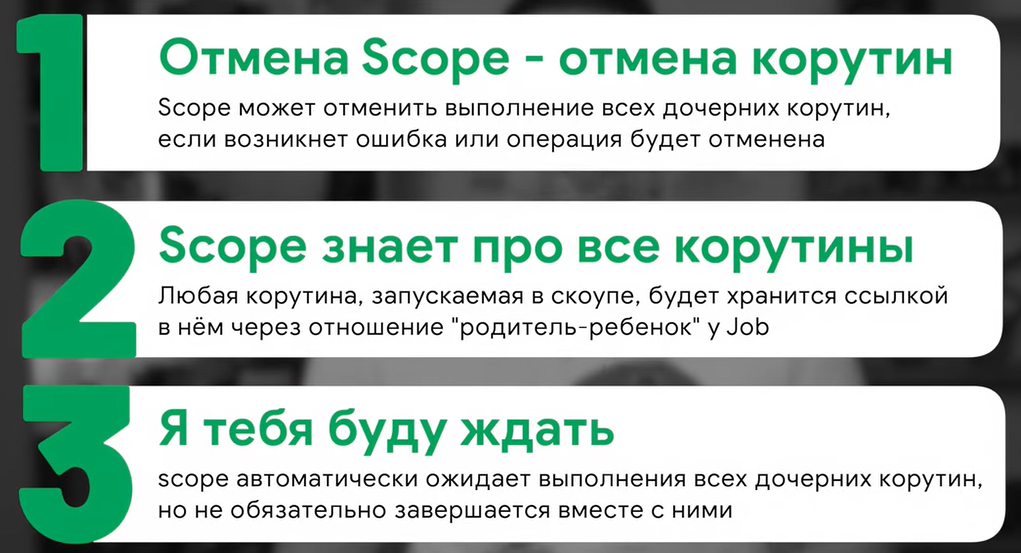 1
Отмена Scope - отмена корутин
Scope может отменить выполнение всех дочерних корутин,
если возникнет ошибка или операция будет отменена
2
Scope знает про все корутины
Любая корутина, запускаемая в скоупе, будет хранится ссылкой
в нём через отношение "родитель-ребенок" у Job
3
Я тебя буду ждать
scope автоматически ожидает выполнения всех дочерних корутин,
но не обязательно завершается вместе с ними